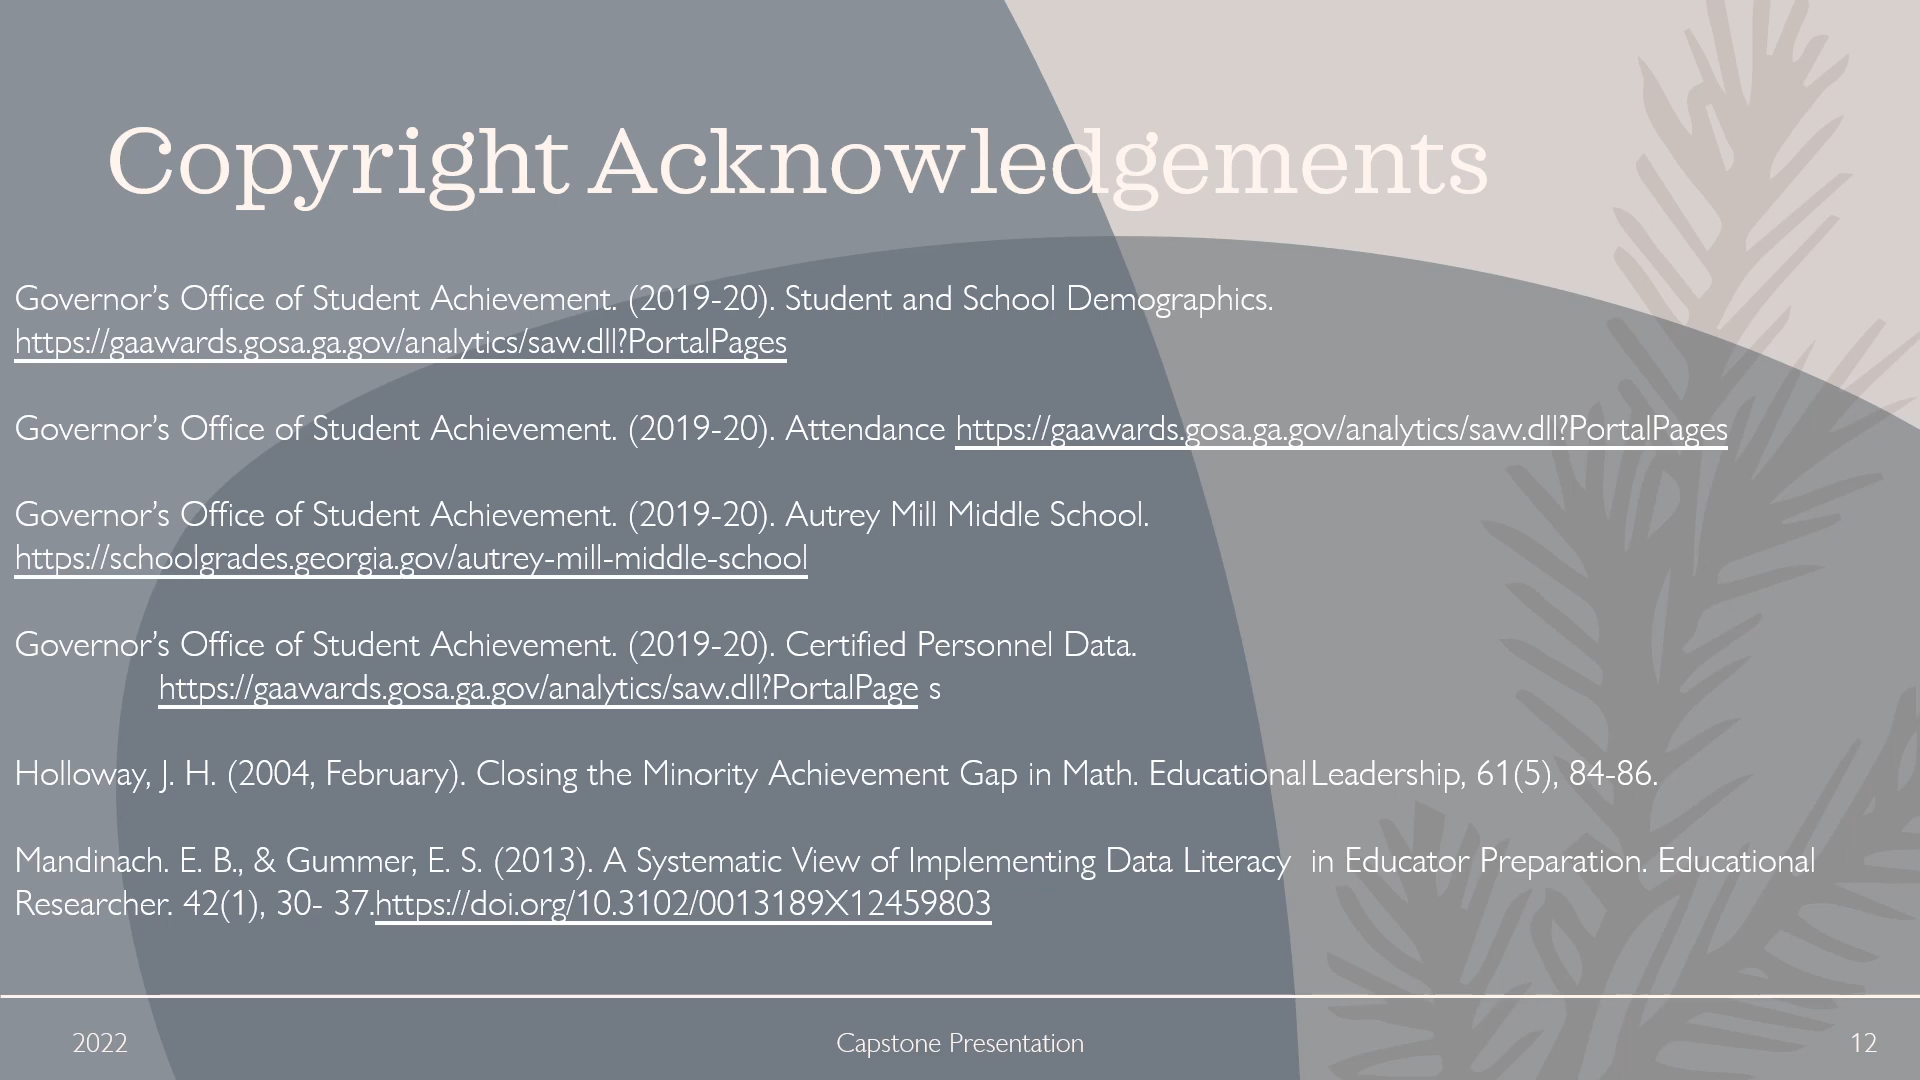 Copyright Acknowledgements
Governor’s Office of Student Achievement. (2019-20). Student and School Demographics.
https://gaawards.gosa.ga.gov/analytics/saw.dll?PortalPages
Governor’s Office of Student Achievement. (2019-20). Attendance https://gaawards.gosa.ga.gov/analytics/saw.dll?PortalPages
Governor’s Office of Student Achievement. (2019-20). Autrey Mill Middle School.
https://schoolgrades.georgia.gov/autrey-mill-middle-school
Governor’s Office of Student Achievement. (2019-20). Certified Personnel Data.
https://gaawards.gosa.ga.gov/analytics/saw.dll?PortalPage s
Holloway, J. H. (2004, February). Closing the Minority Achievement Gap in Math. Educational Leadership, 61(5), 84-86.
Mandinach. E. B., & Gummer, E. S. (2013). A Systematic View of Implementing Data Literacy  in Educator Preparation. Educational
Researcher. 42(1), 30- 37.https://doi.org/10.3102/0013189X12459803
2022
Capstone Presentation
12